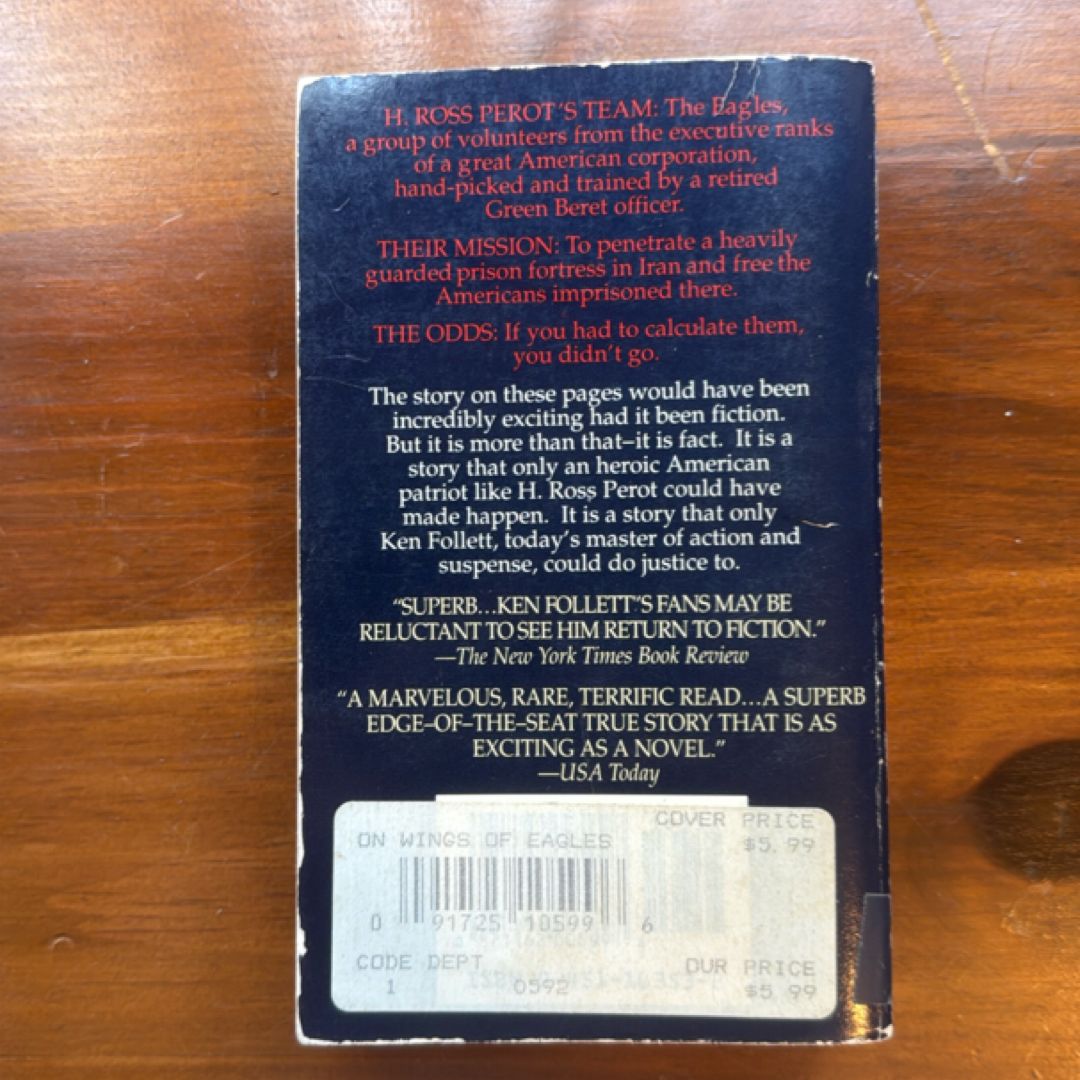 H. ROSS PEROT'S TEAM: The Eagles,
a group of volunteers from the executive ranks
of a great American corporation,
hand-picked and trained by a retired
Green Beret officer.
THEIR MISSION: To penetrate a heavily
guarded prison fortress in Iran and free the
Americans imprisoned there.
THE ODDS: If you had to calculate them,
you didn't go.
The story on these pages would have been
incredibly exciting had it been fiction.
But it is more than that–it is fact. It is a
story that only an heroic American
patriot like H. Ross Perot could have
made happen. It is a story that only
Ken Follett, today's master of action and
suspense, could do justice to.
“SUPERB...KEN FOLLETT'S FANS MAY BE
RELUCTANT TO SEE HIM RETURN TO FICTION.”
—The New York Times Book Review
“A MARVELOUS, RARE, TERRIFIC READ...A SUPERB
EDGE–OF–THE–SEAT TRUE STORY THAT IS AS
EXCITING AS A NOVEL.”
—USA Today
COVER PRICE
ON WINGS OF EAGLES $5.99
0 91725 10599 6
CODE DEPT OUR PRICE
1 0592 $5 99